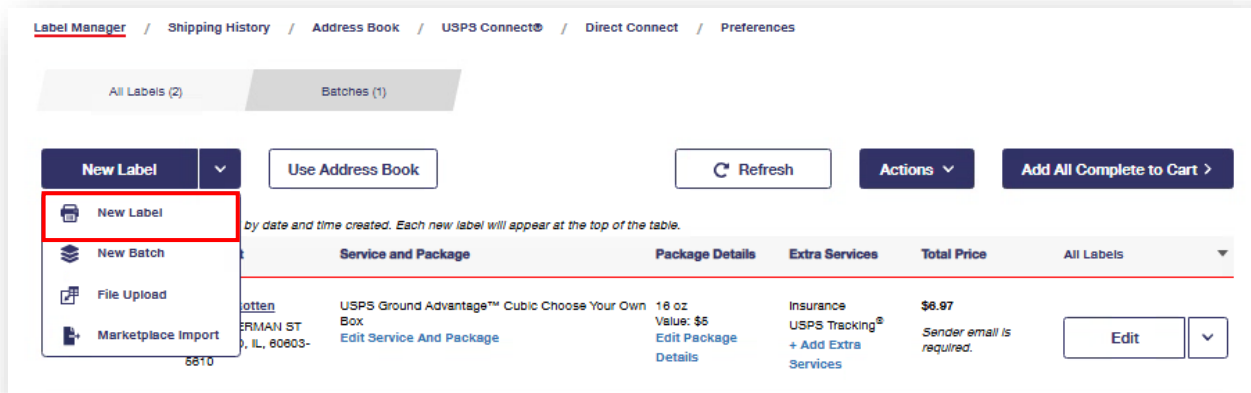 Label Manager / Shipping History / Address Book / USPS Connect® / Direct Connect / Preferences
All Labels (2) Batches (1)
New Label Use Address Book Refresh Actions Add All Complete to Cart >
New Label
by date and time created. Each new label will appear at the top of the table.
New Batch
Service and Package Package Details Extra Services Total Price All Labels
File Upload
Marketplace Import
USPS Ground Advantage™ Cubic Choose Your Own
Box
Edit Service And Package
ST
, IL, 60603-
5610
16 oz
Value: $5
Edit Package
Details
Insurance
USPS Tracking®
+ Add Extra
Services
$6.97
Sender email is
required.
Edit